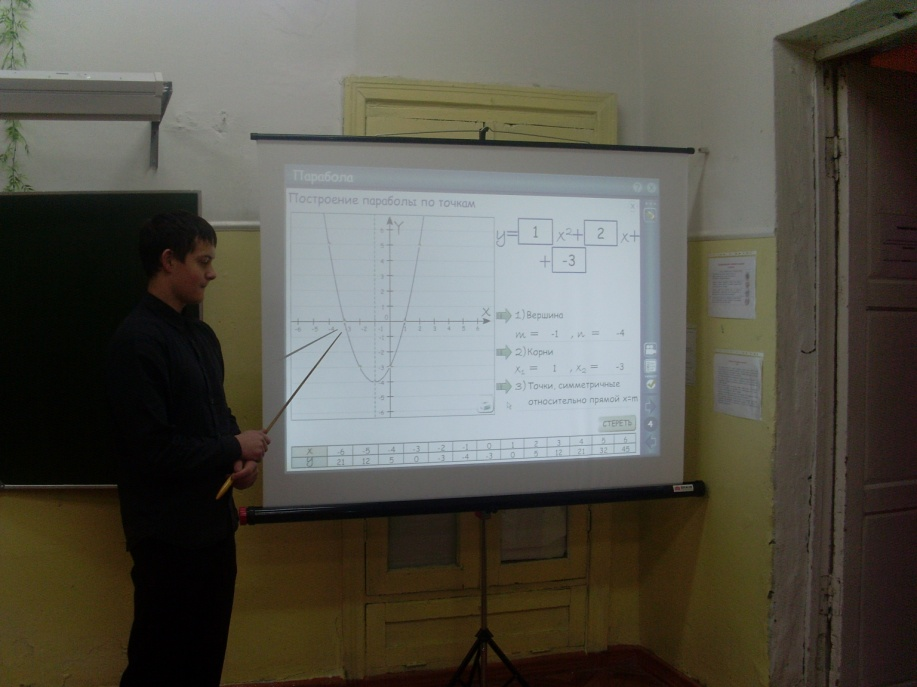 Парабола
Построение параболы по точкам
y= 1 x²+ 2 x+
+ -3
Y
X
1) Вершина
m = -1 , n = -4
2) Корни
x₁ = 1 , x₂ = -3
3) Точки, симметричные
относительно прямой x=m
СТЕРЕТЬ
4
X -6 -5 -4 -3 -2 -1 0 1 2 3 4 5 6
y 21 12 5 0 -3 -4 -3 0 5 12 21 32 45